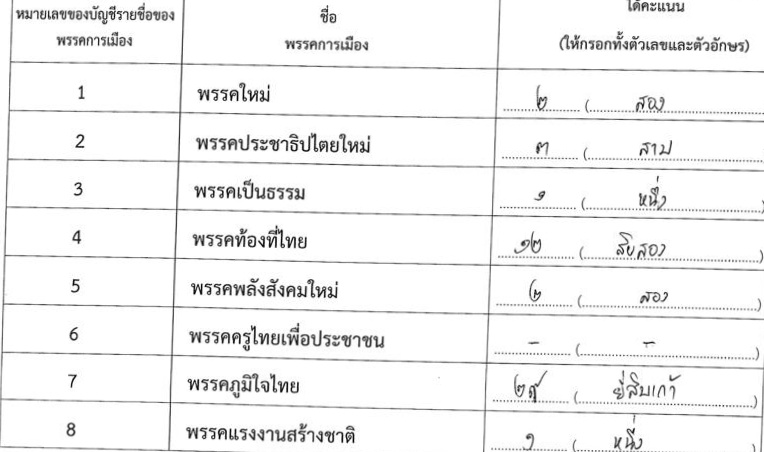 หมายเลขของบัญชีรายชื่อของพรรคการเมือง ชื่อพรรคการเมือง ได้คะแนน (ให้กรอกทั้งตัวเลขและตัวอักษร)
1 พรรคใหม่ ๒ (สอง)
2 พรรคประชาธิปไตยใหม่ ๓ (สาม)
3 พรรคเป็นธรรม ๑ (หนึ่ง)
4 พรรคท้องที่ไทย ๑๒ (สิบสอง)
5 พรรคพลังสังคมใหม่ ๒ (สอง)
6 พรรคครูไทยเพื่อประชาชน - (-)
7 พรรคภูมิใจไทย ๒๙ (ยี่สิบเก้า)
8 พรรคแรงงานสร้างชาติ ๑ (หนึ่ง)